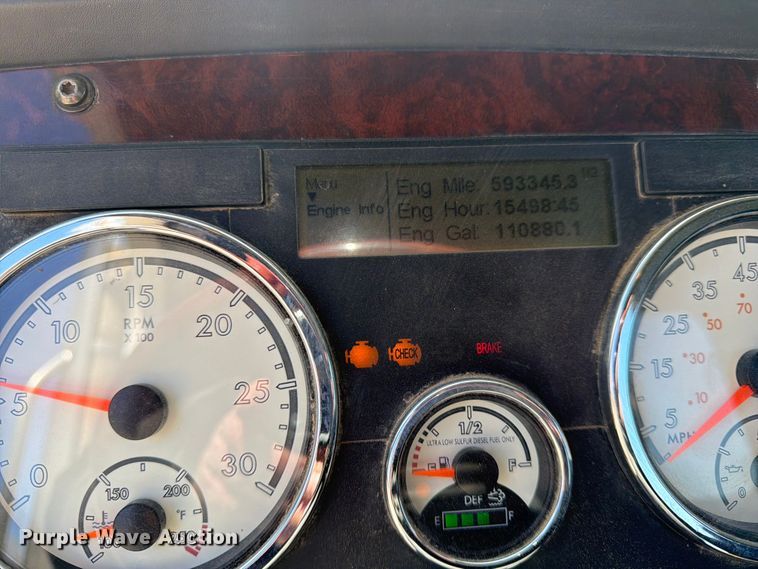 Menu
Engine Info
Eng Mile: 593345.3
Eng Hour: 15498:45
Eng Gal: 110880.1
15
10
20
RPM
X 100
5
25
0
30
150
200
°F
CHECK
BRAKE
1/2
ULTRA LOW SULFUR DIESEL FUEL ONLY
E
F
DEF
E
F
45
35
70
50
25
30
15
10
5
MPH
0
Purple Wave Auction